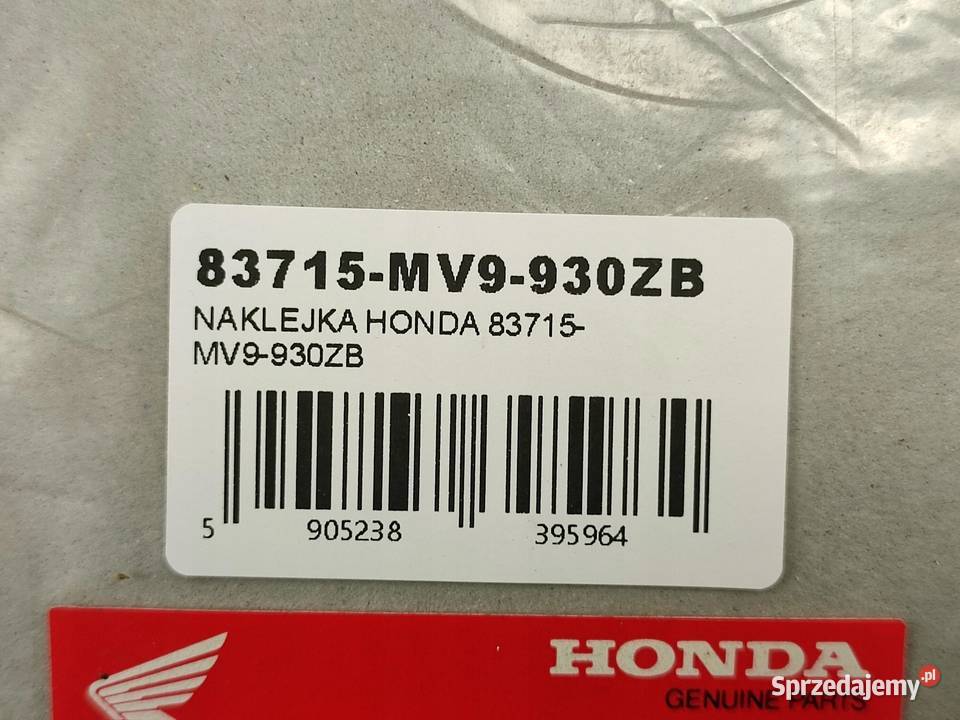 83715-MV9-930ZB
NAKLEJKA HONDA 83715-
MV9-930ZB
5 905238 395964
HONDA
GENUINE PARTS
Sprzedajemy.pl